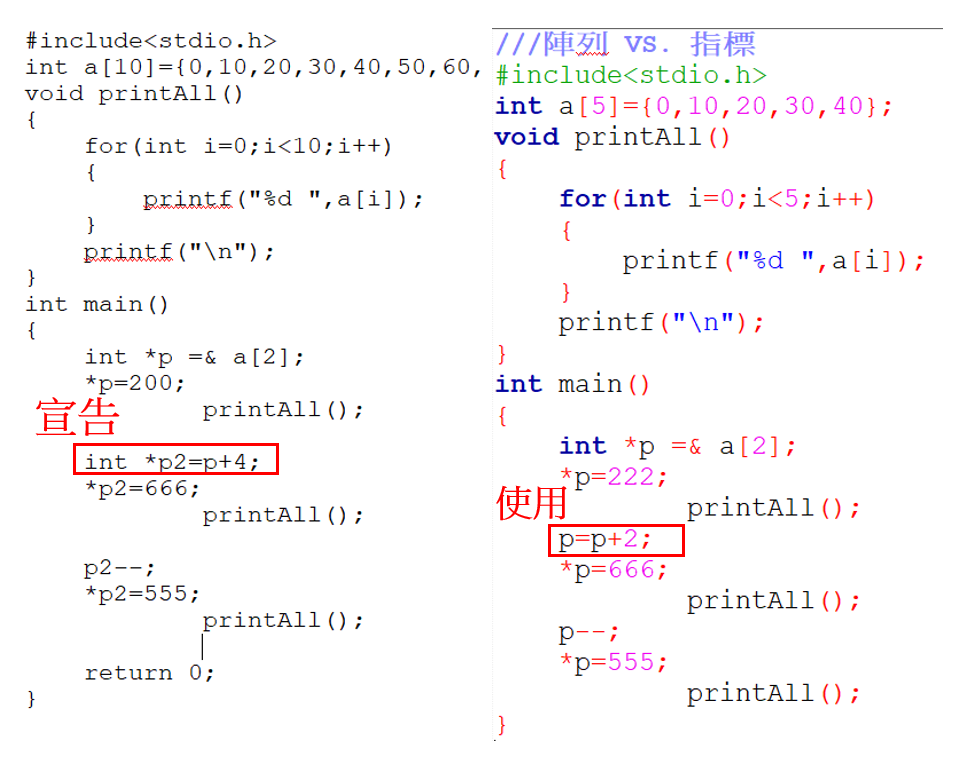 #include<stdio.h>
int a[10]={0,10,20,30,40,50,60,
void printAll()
{
for(int i=0;i<10;i++)
{
printf("%d ",a[i]);
}
printf("\n");
}
int main()
{
int *p =& a[2];
*p=200;
printAll();
宣告
int *p2=p+4;
*p2=666;
printAll();
p2--;
*p2=555;
printAll();
return 0;
}
///陣列 vs. 指標
#include<stdio.h>
int a[5]={0,10,20,30,40};
void printAll()
{
for(int i=0;i<5;i++)
{
printf("%d ",a[i]);
}
printf("\n");
}
int main()
{
int *p =& a[2];
*p=222;
使用
printAll();
p=p+2;
*p=666;
printAll();
p--;
*p=555;
printAll();
}